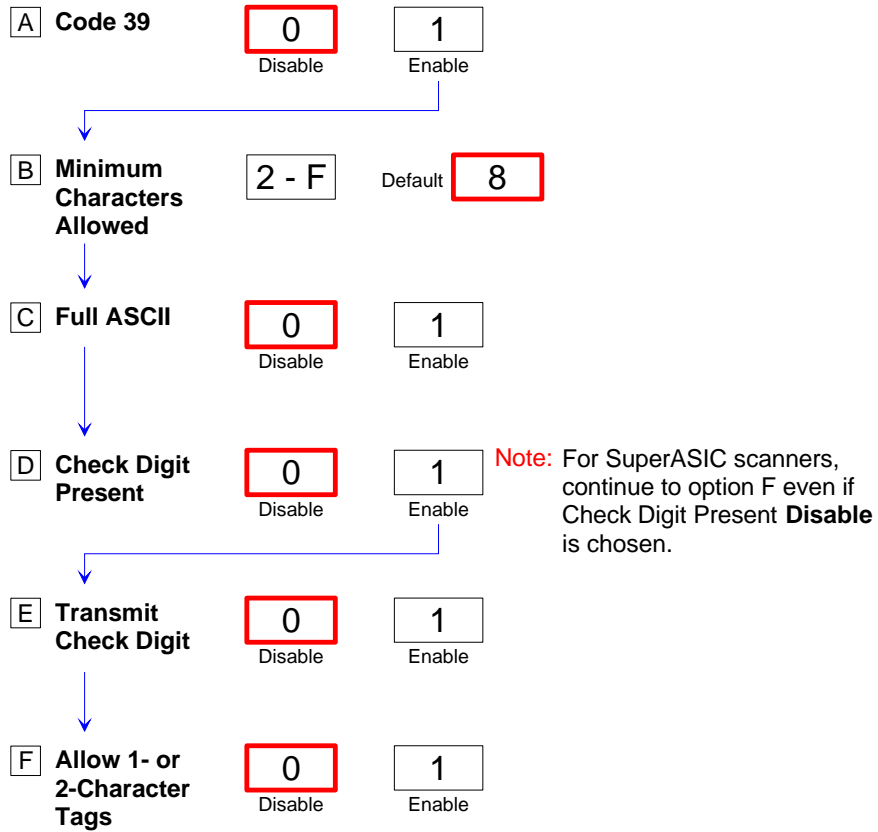 A Code 39 0 1
Disable Enable
B Minimum 2 - F Default 8
Characters
Allowed
C Full ASCII 0 1
Disable Enable
D Check Digit 0 1 Note: For SuperASIC scanners,
Present continue to option F even if
Disable Enable Check Digit Present Disable
is chosen.
E Transmit 0 1
Check Digit
Disable Enable
F Allow 1- or 0 1
2-Character
Disable Enable
Tags